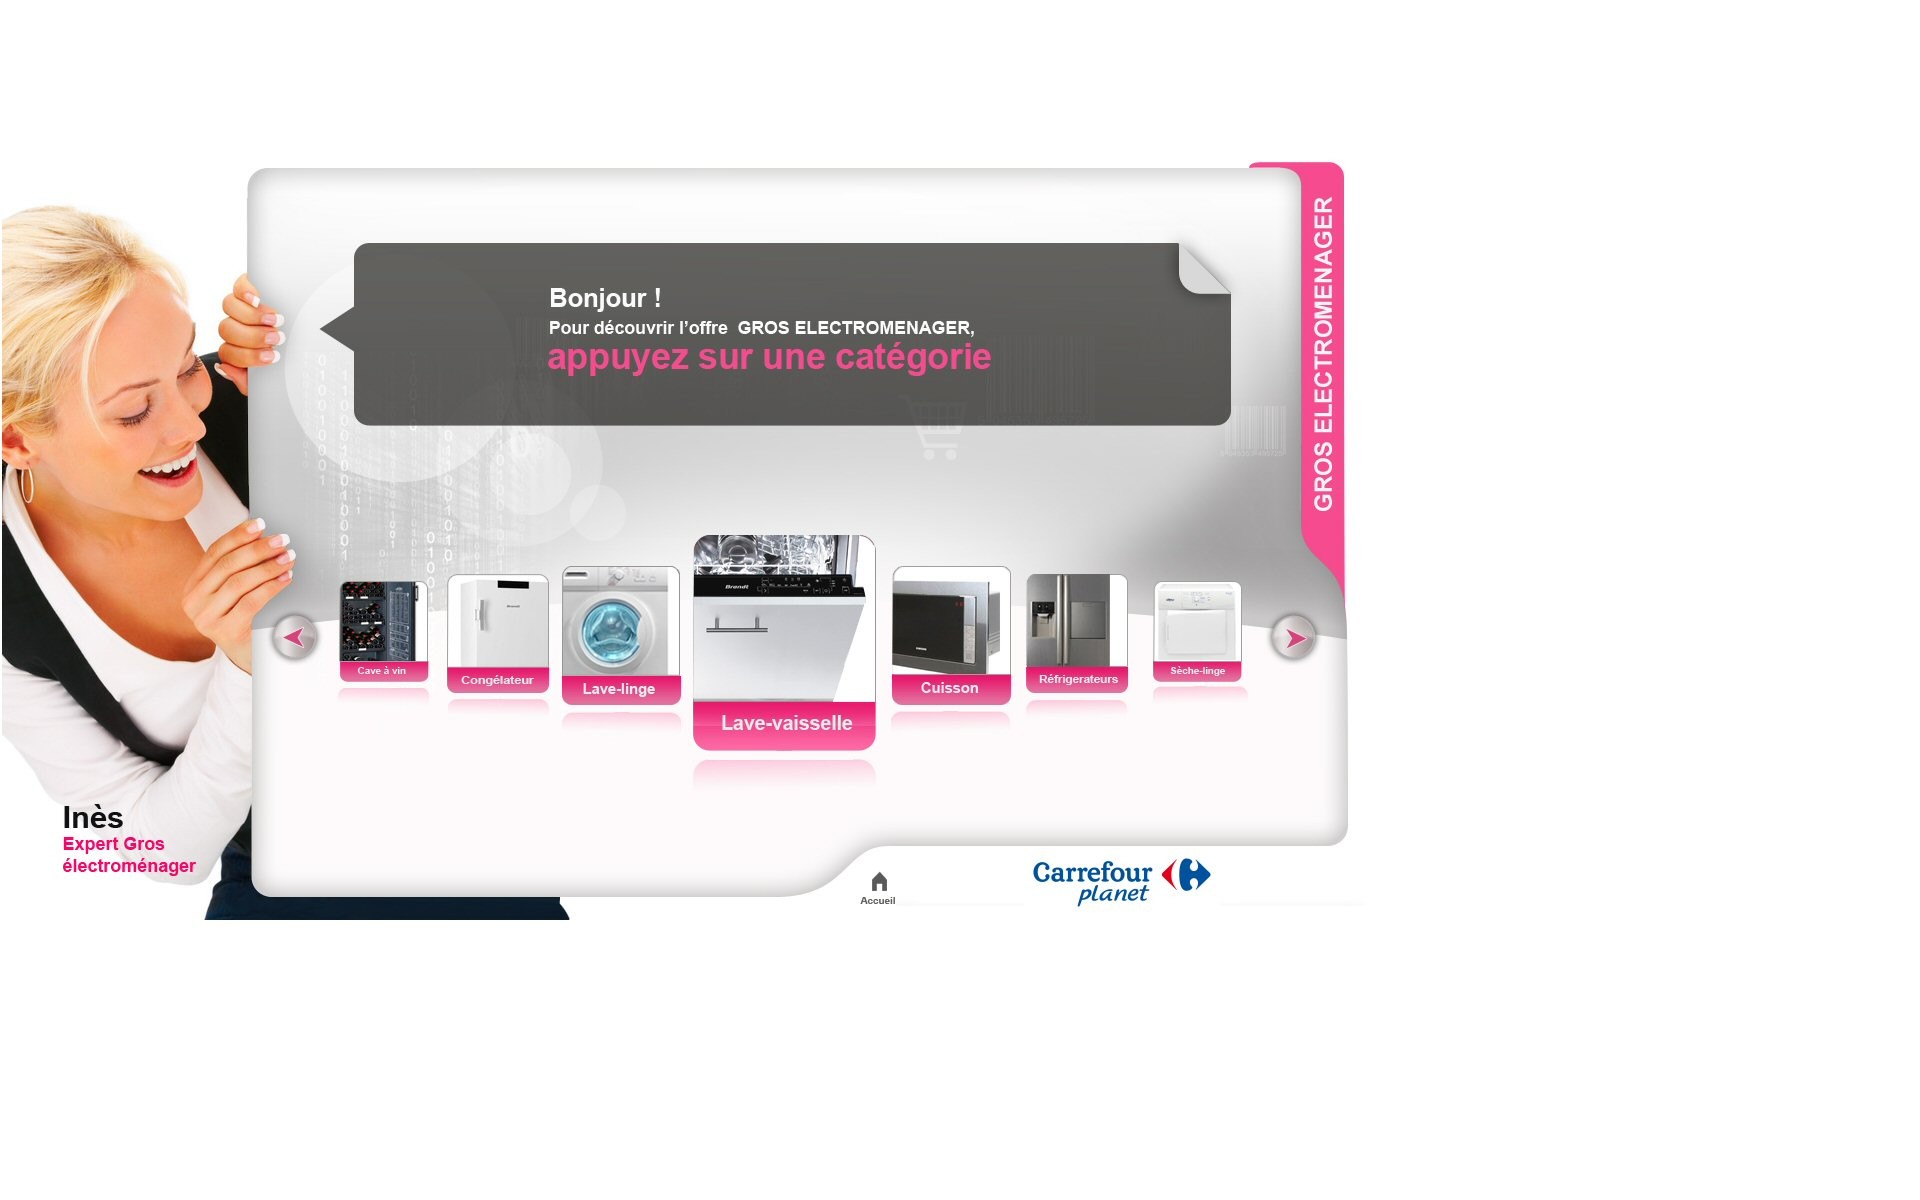 Bonjour !
Pour découvrir l’offre GROS ELECTROMENAGER,
appuyez sur une catégorie
GROS ELECTROMENAGER
Cave à vin
Congélateur
Lave-linge
Brandt
Lave-vaisselle
Cuisson
Réfrigerateurs
Sèche-linge
Inès
Expert Gros
électroménager
Accueil
Carrefour
planet